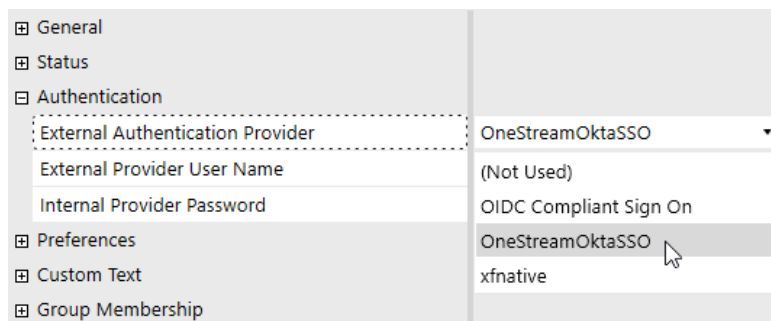 General
Status
Authentication
External Authentication Provider OneStreamOktaSSO
External Provider User Name (Not Used)
Internal Provider Password OIDC Compliant Sign On
Preferences OneStreamOktaSSO
Custom Text xfnative
Group Membership